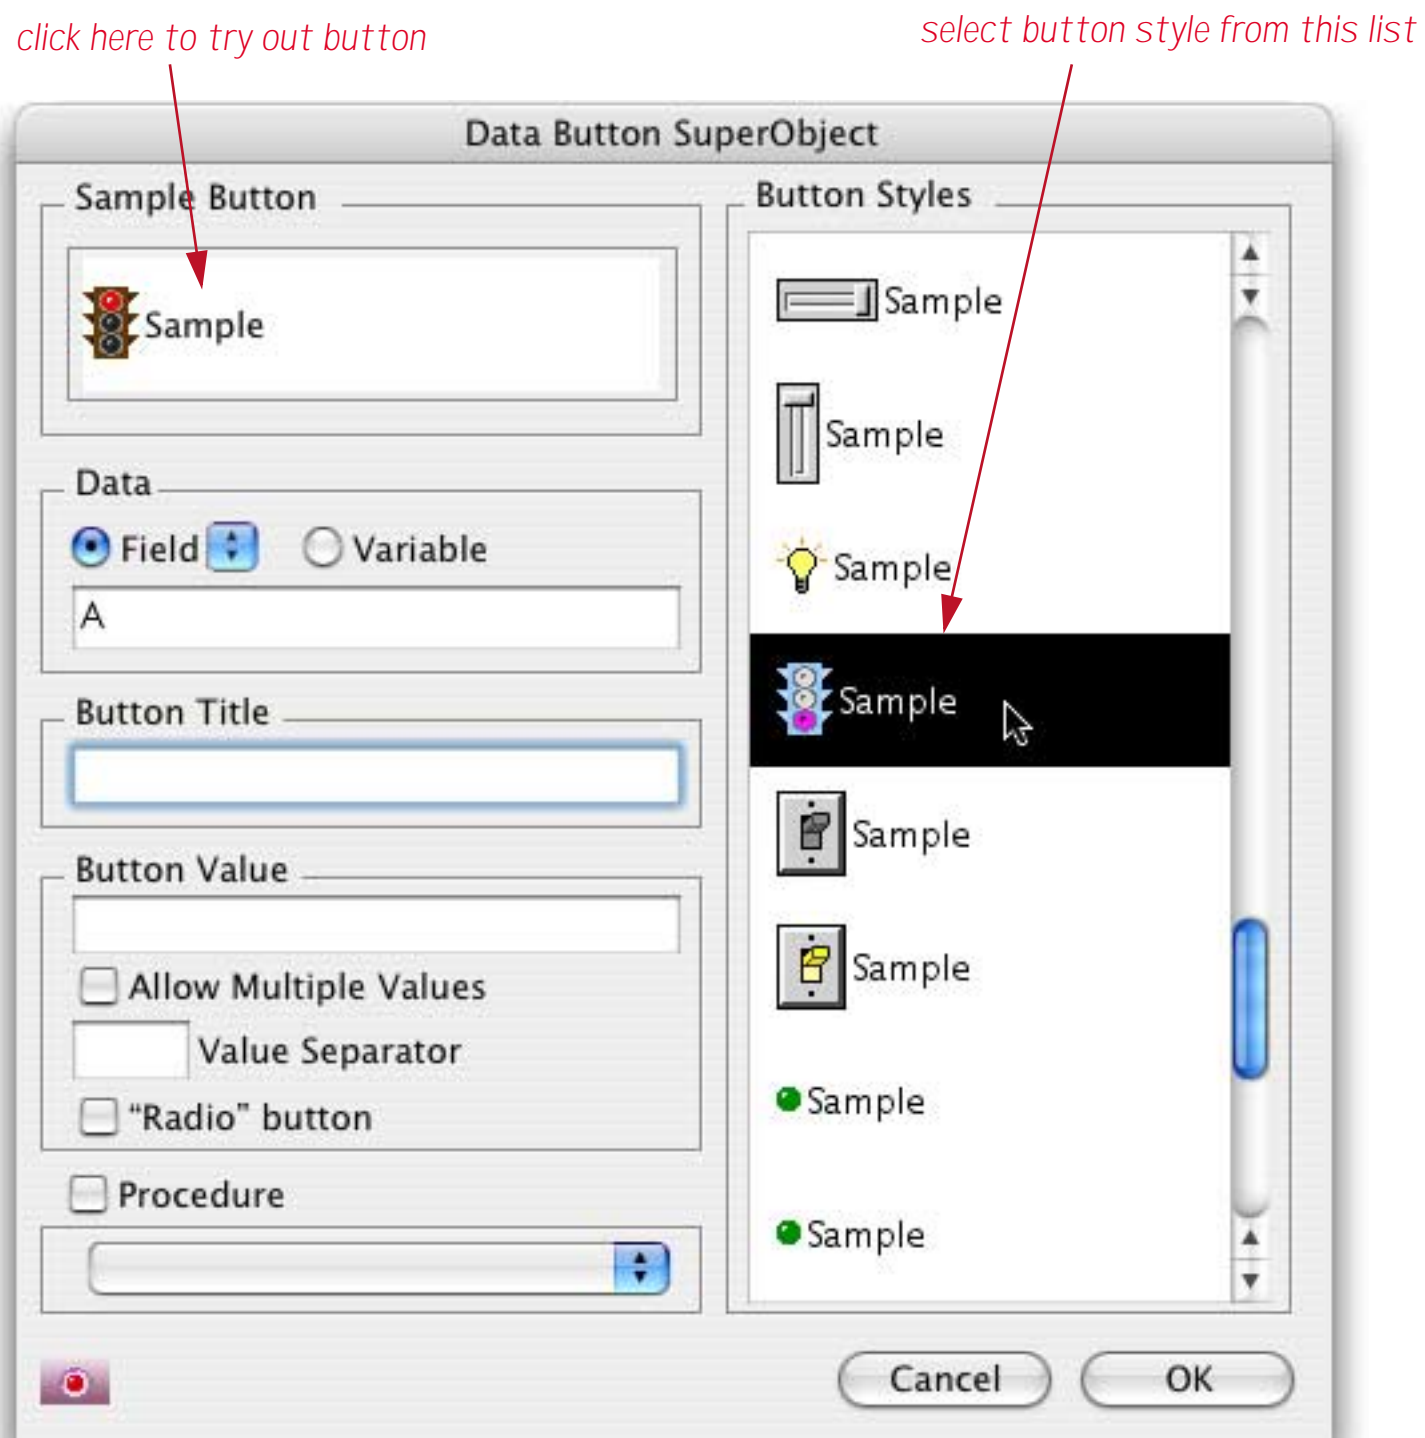 click here to try out button
select button style from this list
Data Button SuperObject
Sample Button
Sample
Data
Field
Variable
A
Button Title
Button Value
Allow Multiple Values
Value Separator
“Radio” button
Procedure
Button Styles
Sample
Sample
Sample
Sample
Sample
Sample
Sample
Sample
Cancel
OK